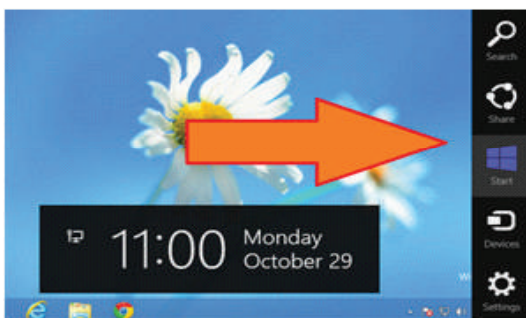 Search
Share
Start
Devices
Settings
11:00
Monday
October 29